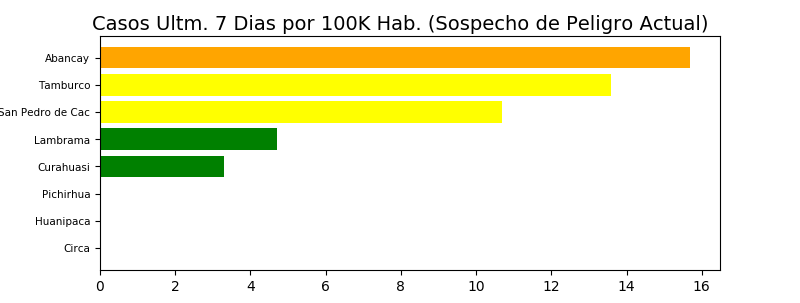 Casos Ultm. 7 Dias por 100K Hab. (Sospecho de Peligro Actual)
Abancay
Tamburco
San Pedro de Cac
Lambrama
Curahuasi
Pichirhua
Huanipaca
Circa
0 2 4 6 8 10 12 14 16